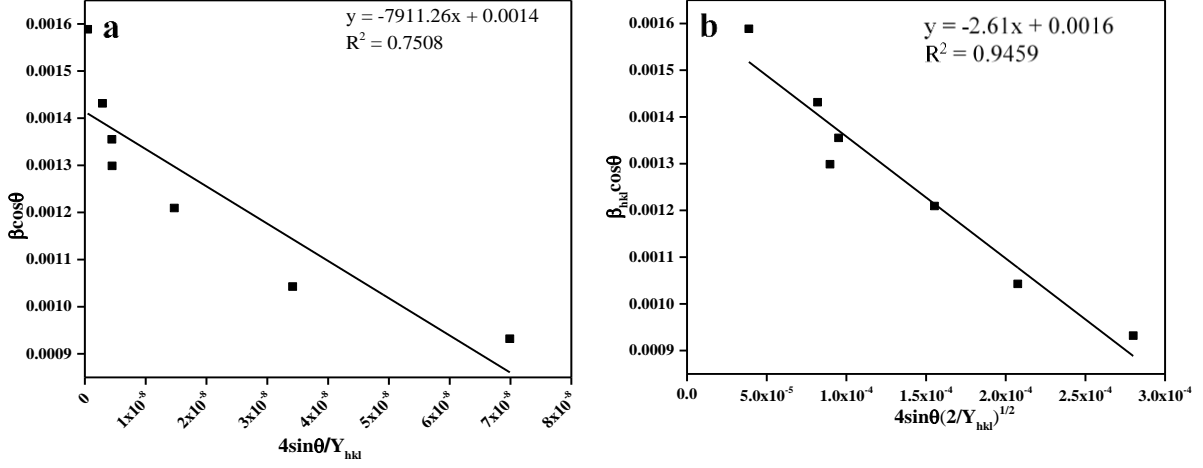 a
y = -7911.26x + 0.0014
R² = 0.7508
0.0016
0.0015
0.0014
0.0013
0.0012
0.0011
0.0010
0.0009
βcosθ
0
1x10⁻⁸
2x10⁻⁸
3x10⁻⁸
4x10⁻⁸
5x10⁻⁸
6x10⁻⁸
7x10⁻⁸
8x10⁻⁸
4sinθ/Yhkl
b
y = -2.61x + 0.0016
R² = 0.9459
0.0016
0.0015
0.0014
0.0013
0.0012
0.0011
0.0010
0.0009
βhklcosθ
0.0 5.0x10⁻⁵ 1.0x10⁻⁴ 1.5x10⁻⁴ 2.0x10⁻⁴ 2.5x10⁻⁴ 3.0x10⁻⁴
4sinθ(2/Yhkl)¹/²